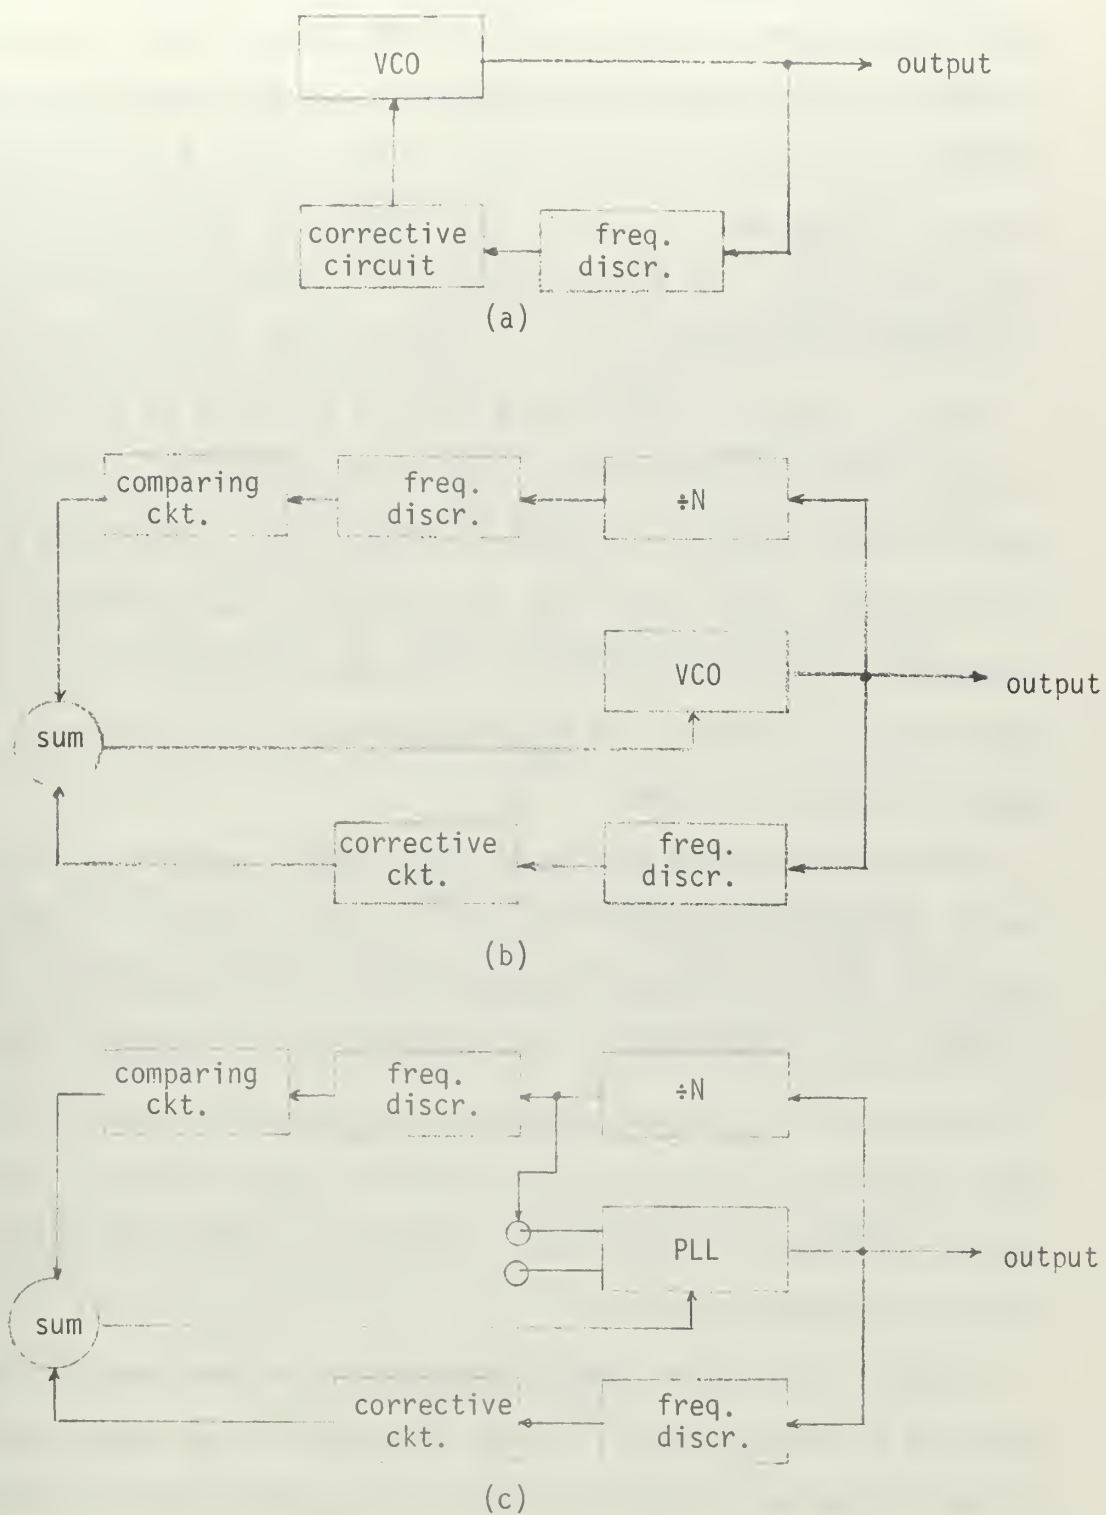 VCO
output
corrective
circuit
freq.
discr.
(a)
comparing
ckt.
freq.
discr.
÷N
VCO
output
sum
corrective
ckt.
freq.
discr.
(b)
comparing
ckt.
freq.
discr.
÷N
PLL
output
sum
corrective
ckt.
freq.
discr.
(c)